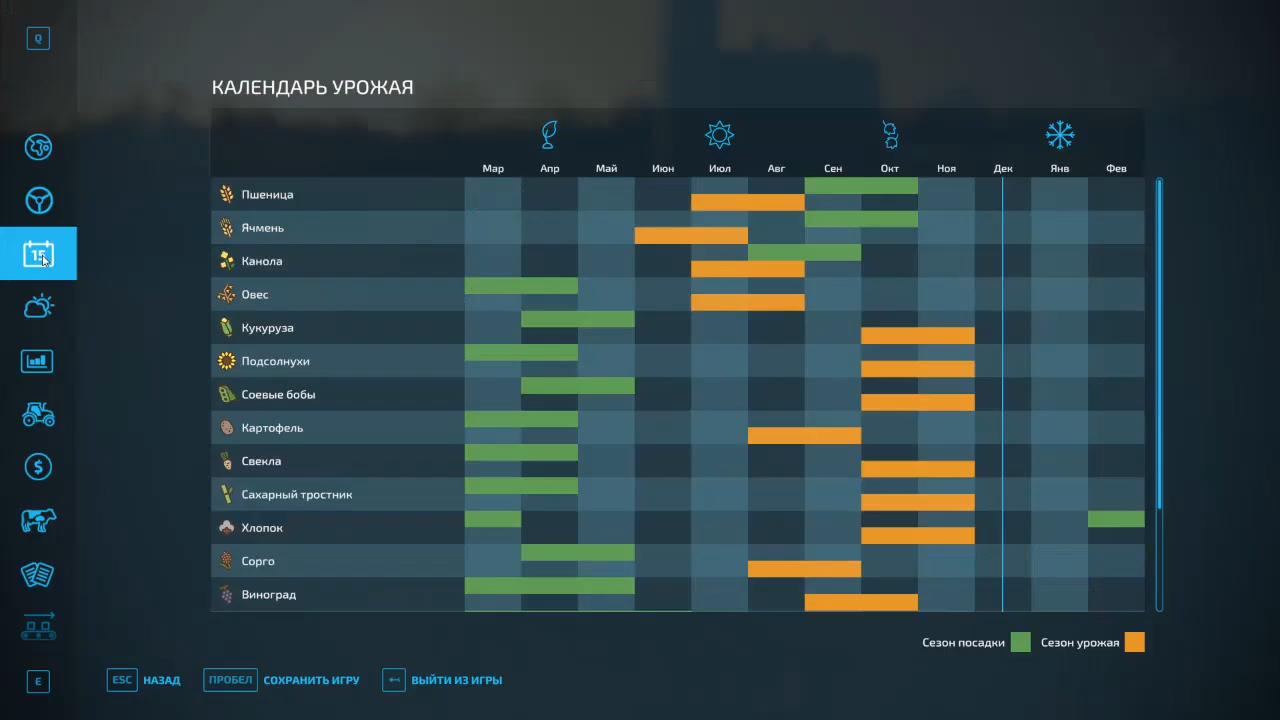 Q
КАЛЕНДАРЬ УРОЖАЯ
Мар Апр Май Июн Июл Авг Сен Окт Ноя Дек Янв Фев
Пшеница
Ячмень
15
Канола
Овес
Кукуруза
Подсолнухи
Соевые бобы
Картофель
Свекла
$
Сахарный тростник
Хлопок
Сорго
Виноград
Сезон посадки Сезон урожая
E
ESC НАЗАД ПРОБЕЛ СОХРАНИТЬ ИГРУ ВЫЙТИ ИЗ ИГРЫ